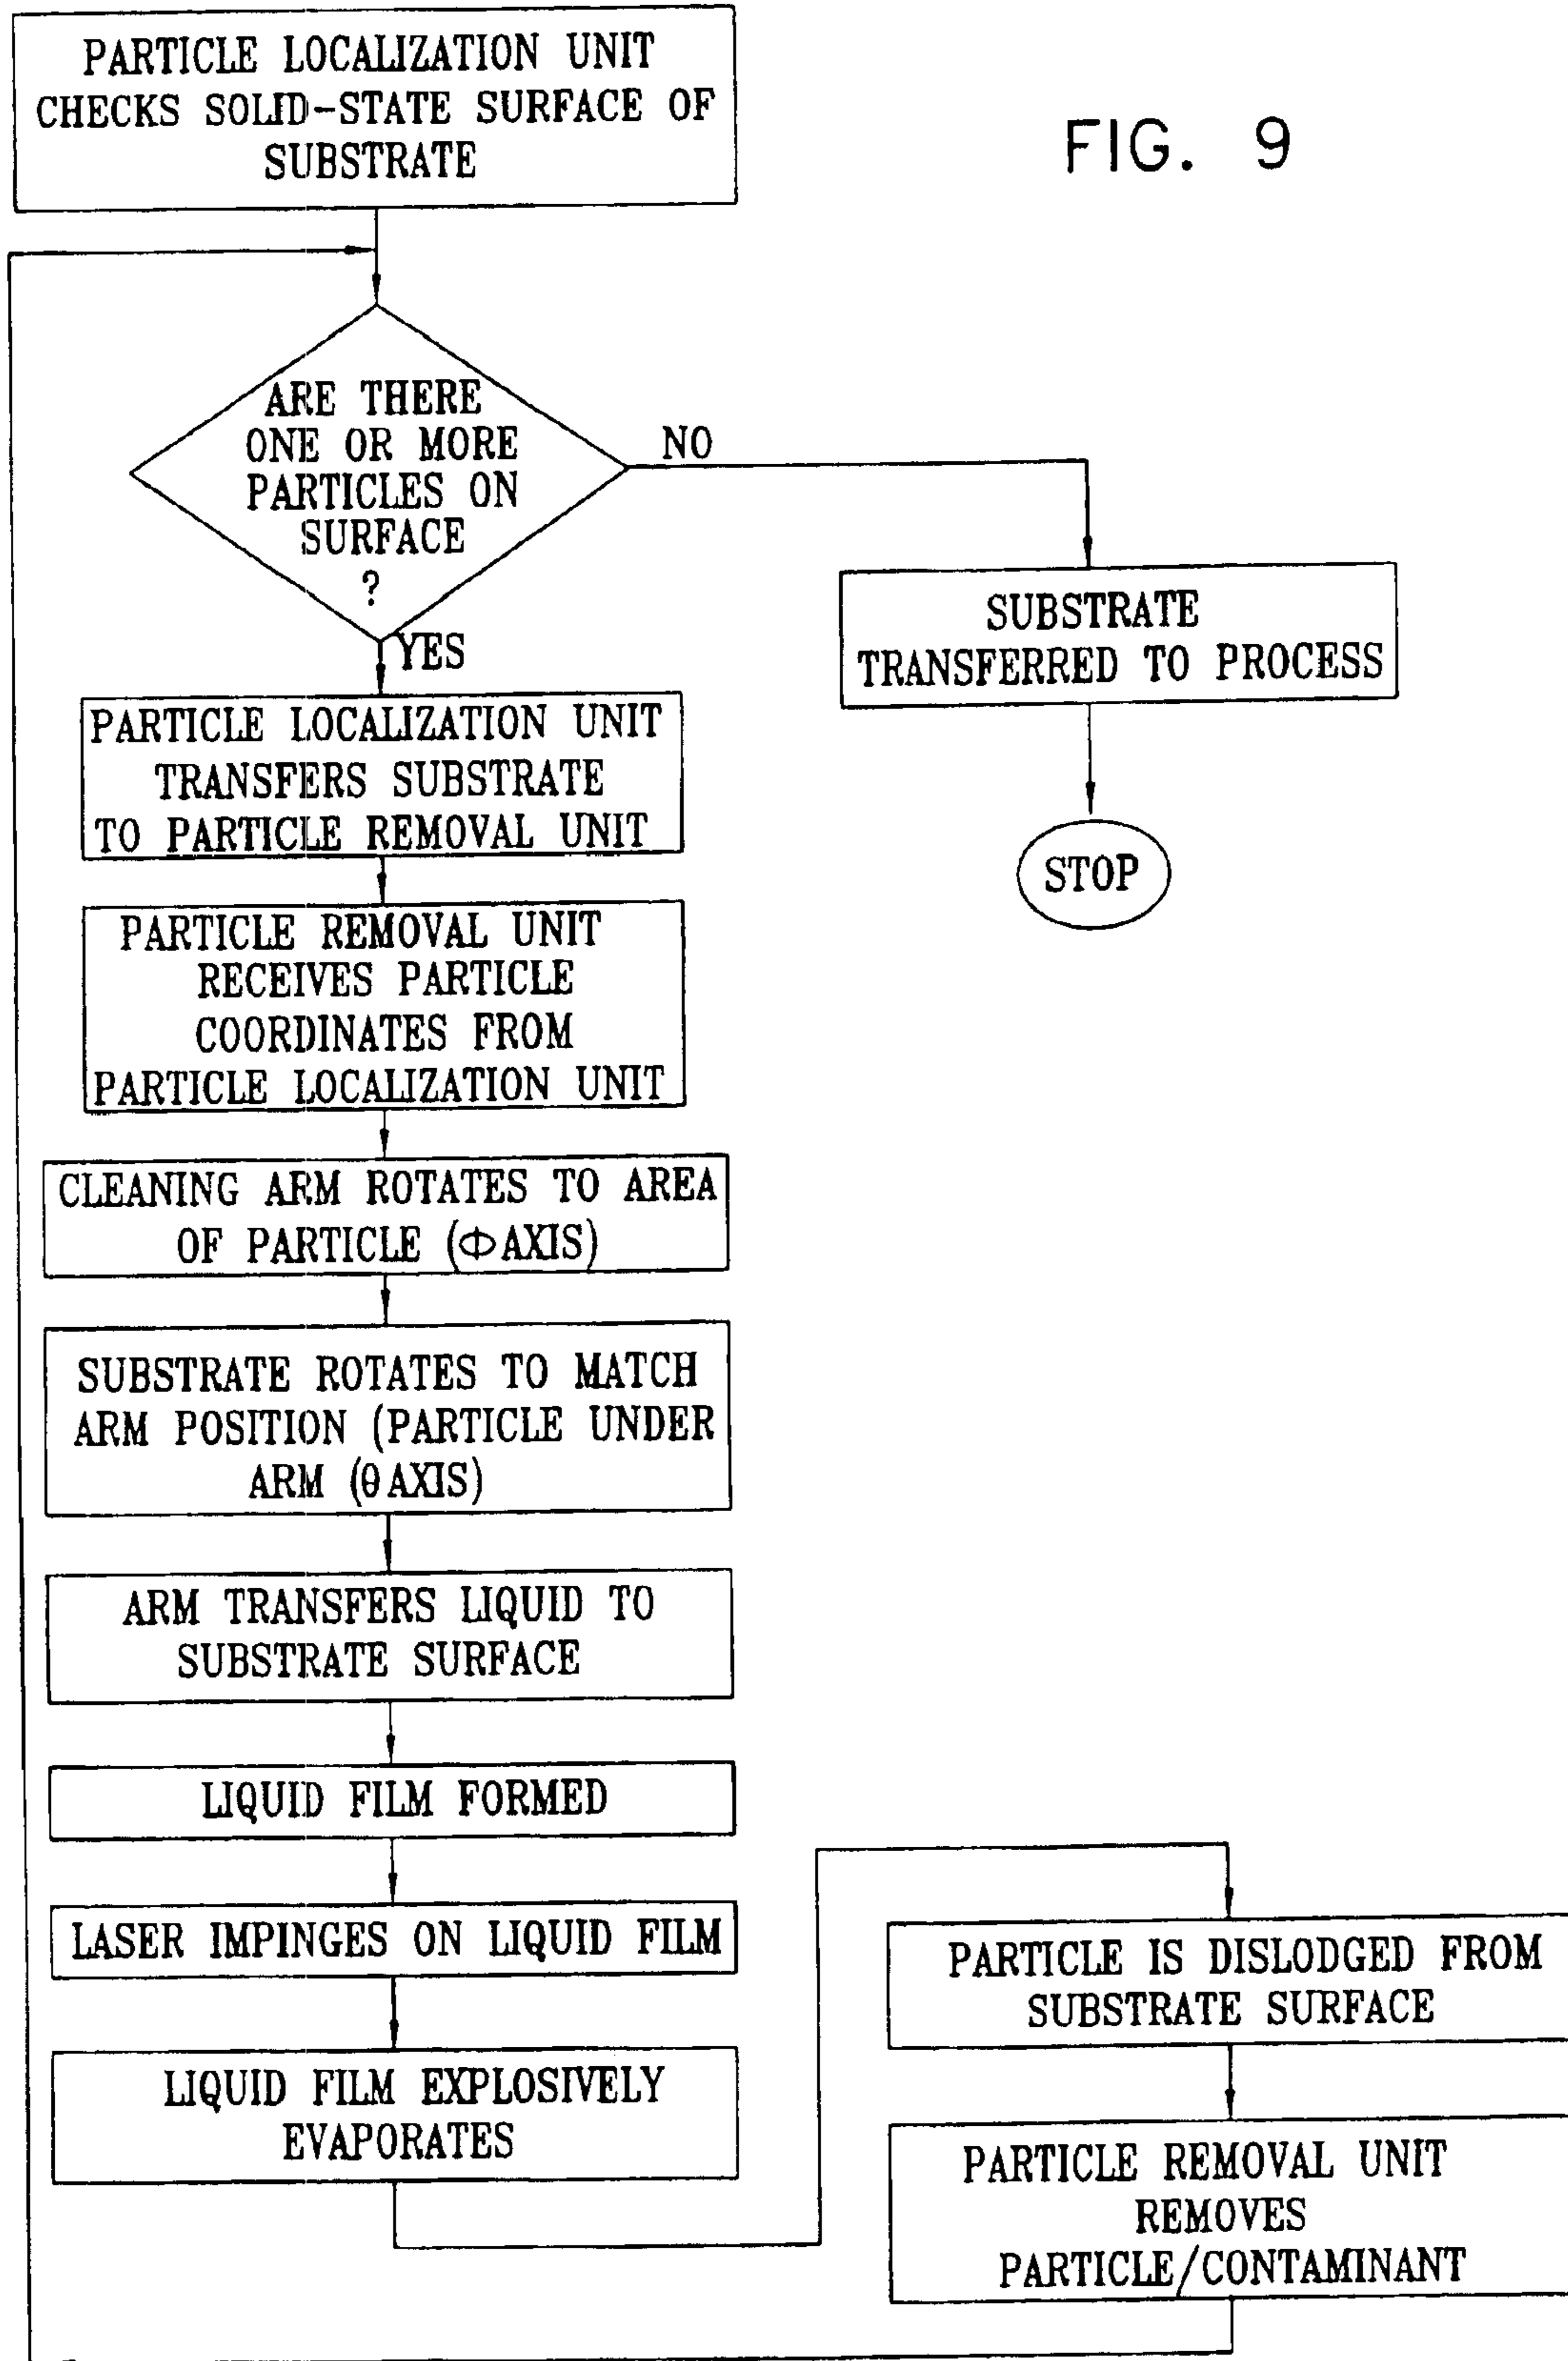 PARTICLE LOCALIZATION UNIT
CHECKS SOLID-STATE SURFACE OF
SUBSTRATE
FIG. 9
ARE THERE
ONE OR MORE
PARTICLES ON
SURFACE
?
NO
YES
SUBSTRATE
TRANSFERRED TO PROCESS
STOP
PARTICLE LOCALIZATION UNIT
TRANSFERS SUBSTRATE
TO PARTICLE REMOVAL UNIT
PARTICLE REMOVAL UNIT
RECEIVES PARTICLE
COORDINATES FROM
PARTICLE LOCALIZATION UNIT
CLEANING ARM ROTATES TO AREA
OF PARTICLE (Φ AXIS)
SUBSTRATE ROTATES TO MATCH
ARM POSITION (PARTICLE UNDER
ARM (θ AXIS)
ARM TRANSFERS LIQUID TO
SUBSTRATE SURFACE
LIQUID FILM FORMED
LASER IMPINGES ON LIQUID FILM
LIQUID FILM EXPLOSIVELY
EVAPORATES
PARTICLE IS DISLODGED FROM
SUBSTRATE SURFACE
PARTICLE REMOVAL UNIT
REMOVES
PARTICLE/CONTAMINANT